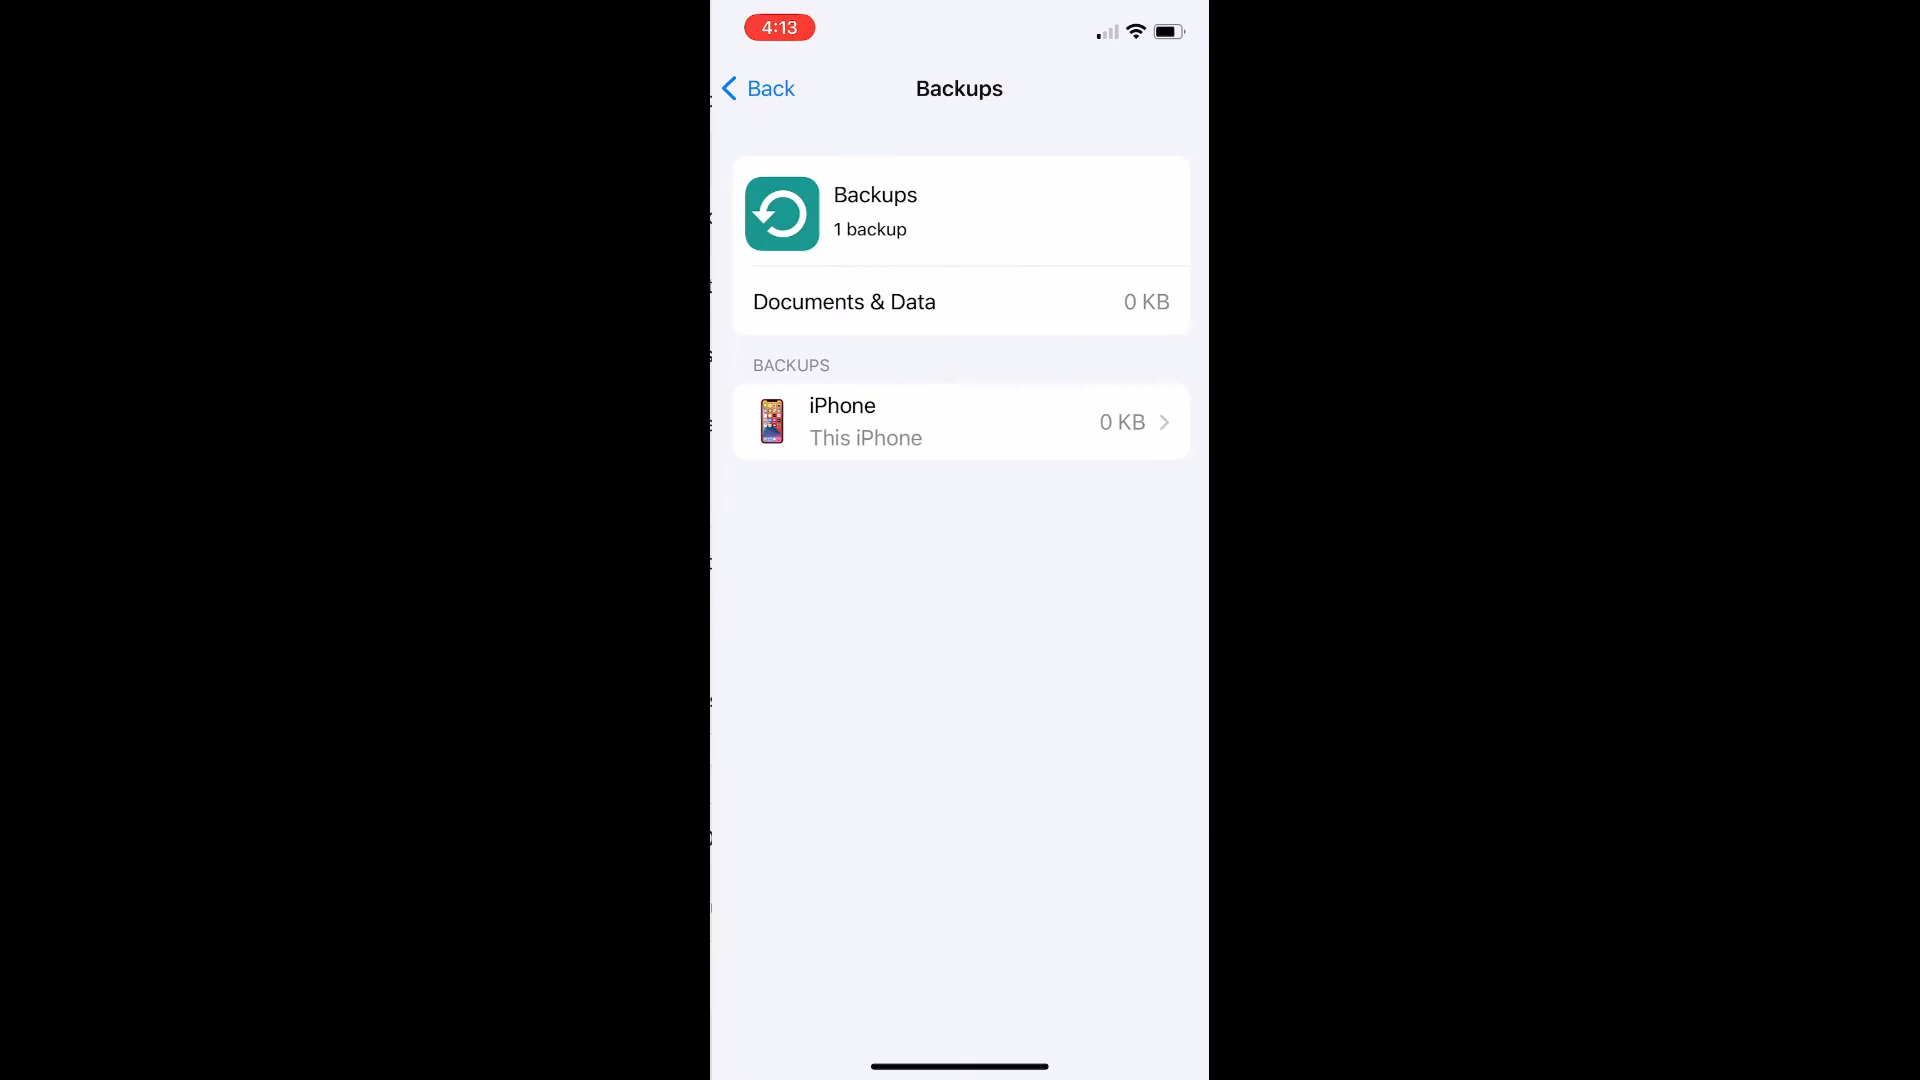 4:13
Back
Backups
Backups
1 backup
Documents & Data
0 KB
BACKUPS
iPhone
This iPhone
0 KB